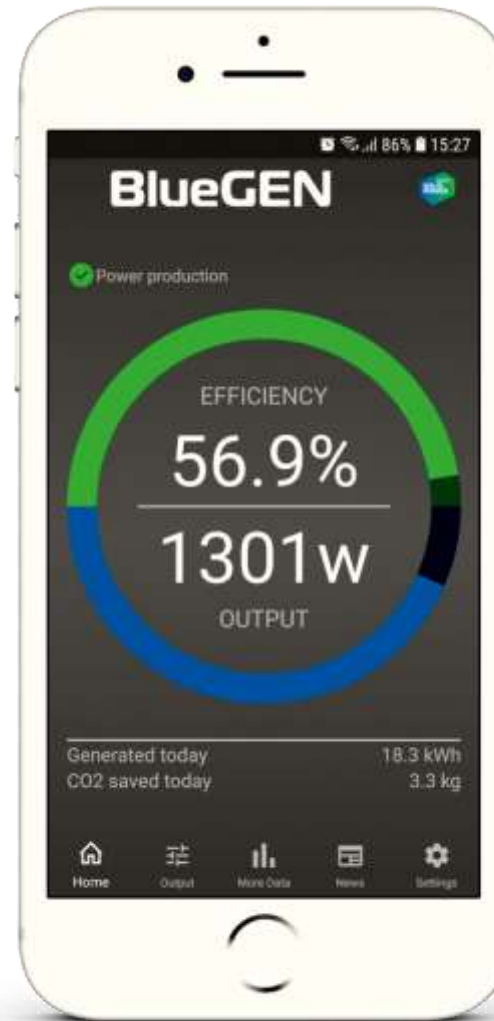 86% 15:27
BlueGEN
Power production
EFFICIENCY
56.9%
1301w
OUTPUT
Generated today 18.3 kWh
CO2 saved today 3.3 kg
Home Output More Data News Settings